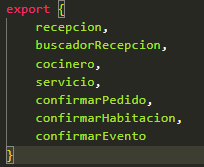 export {
    recepcion,
    buscadorRecepcion,
    cocinero,
    servicio,
    confirmarPedido,
    confirmarHabitacion,
    confirmarEvento
}